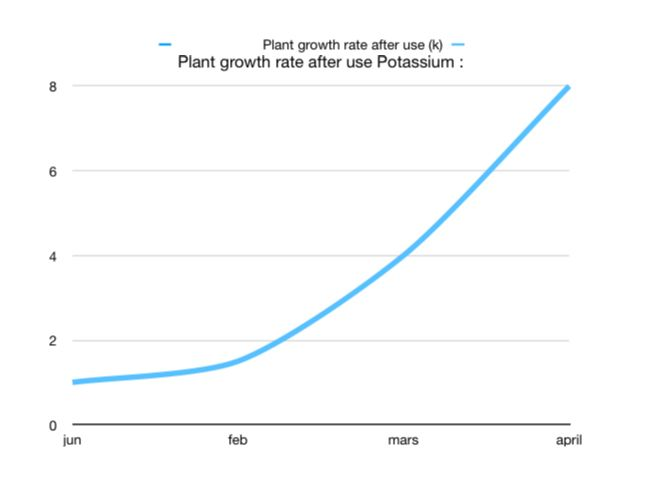 Plant growth rate after use (k)
Plant growth rate after use Potassium :
8
6
4
2
0
jun feb mars april